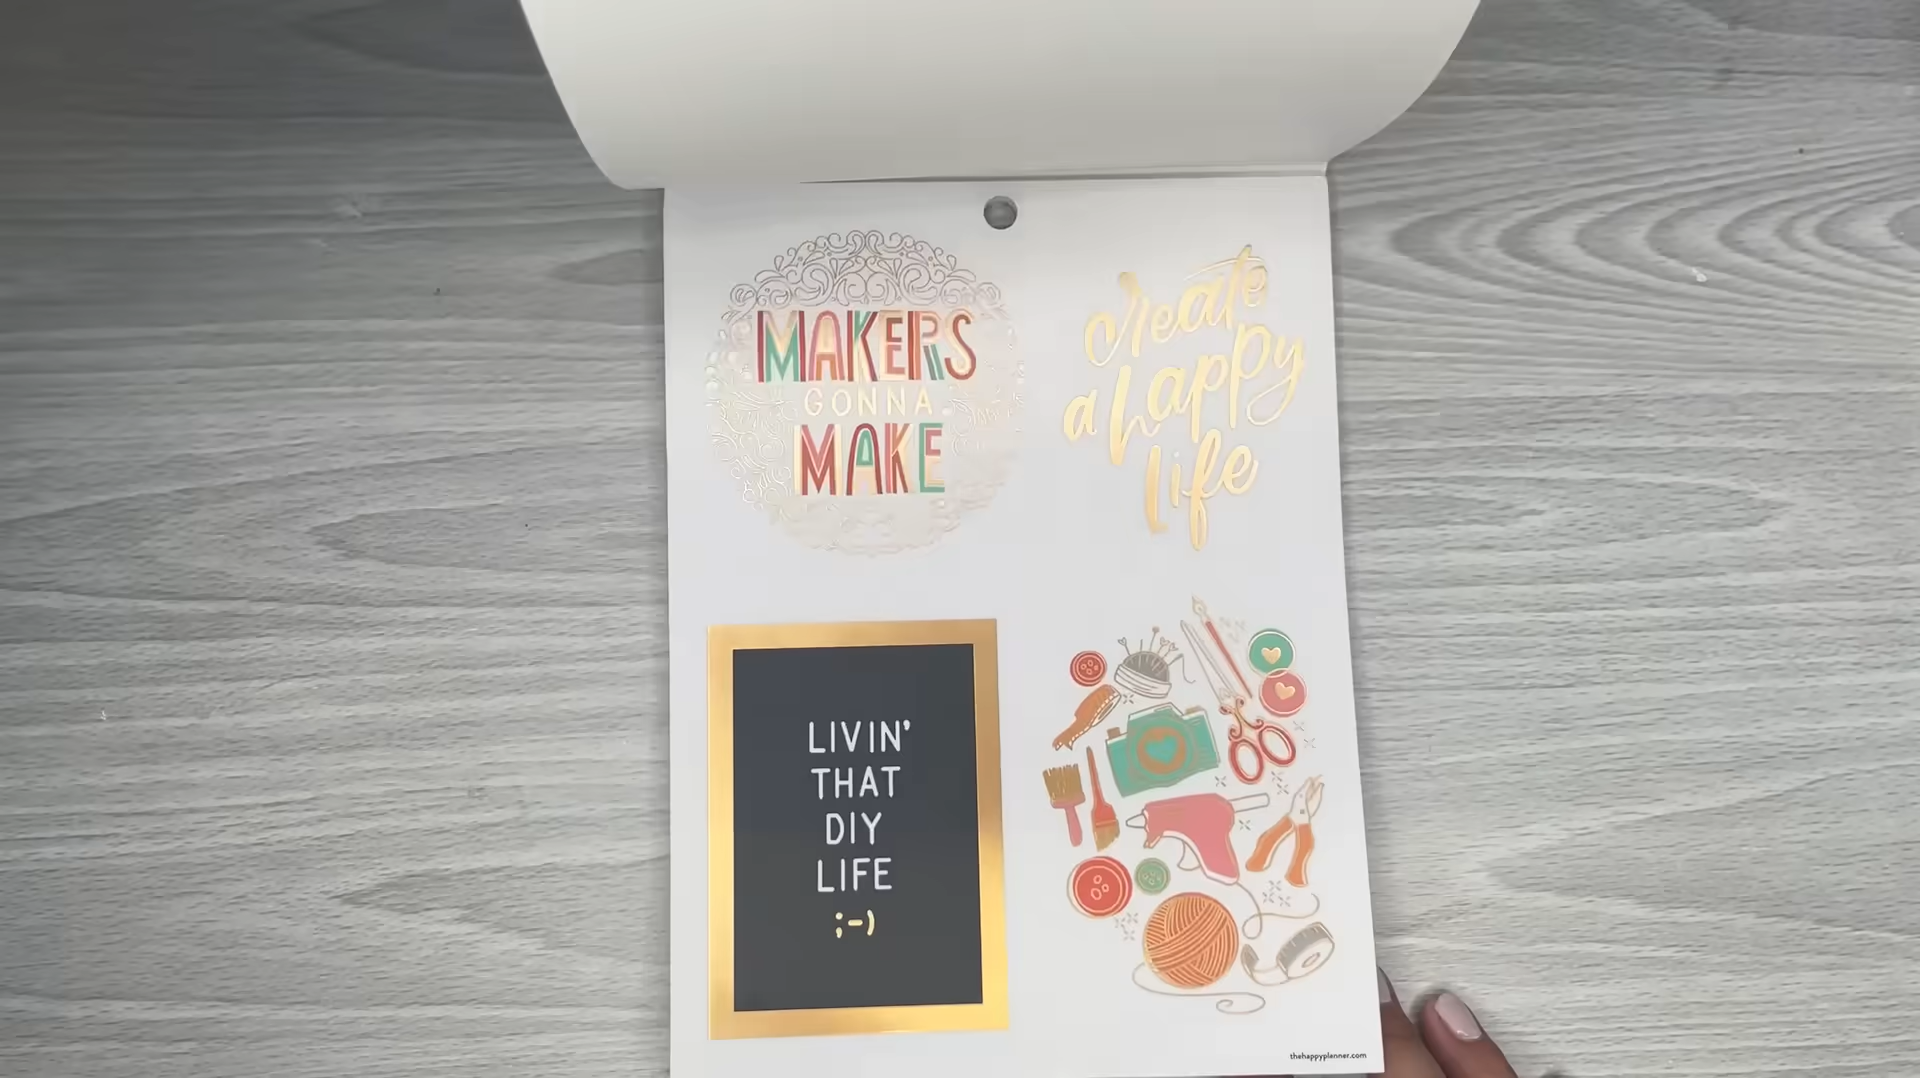 MAKERS
GONNA
MAKE
create
a happy
life
LIVIN'
THAT
DIY
LIFE
;-)
thehappyplanner.com